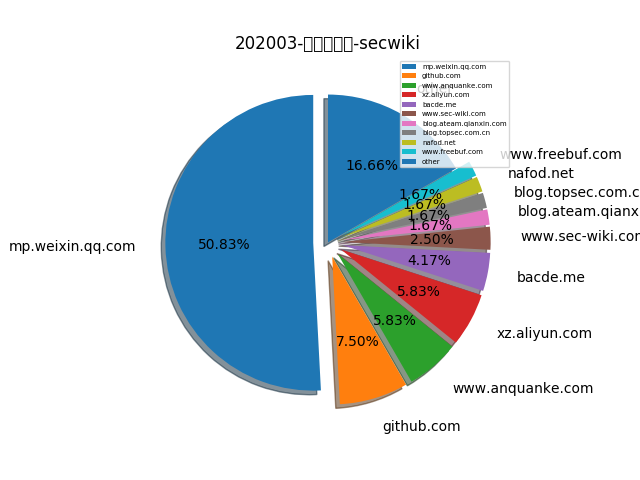 202003-□□□□□-secwiki
mp.weixin.qq.com
github.com
www.anquanke.com
xz.aliyun.com
bacde.me
www.sec-wiki.com
blog.ateam.qianxin.com
blog.topsec.com.cn
nafod.net
www.freebuf.com
other
16.66%
www.freebuf.com
1.67%
nafod.net
1.67%
blog.topsec.com.c
1.67%
blog.ateam.qianx
1.67%
www.sec-wiki.com
2.50%
mp.weixin.qq.com
50.83%
4.17%
bacde.me
5.83%
xz.aliyun.com
5.83%
www.anquanke.com
7.50%
github.com